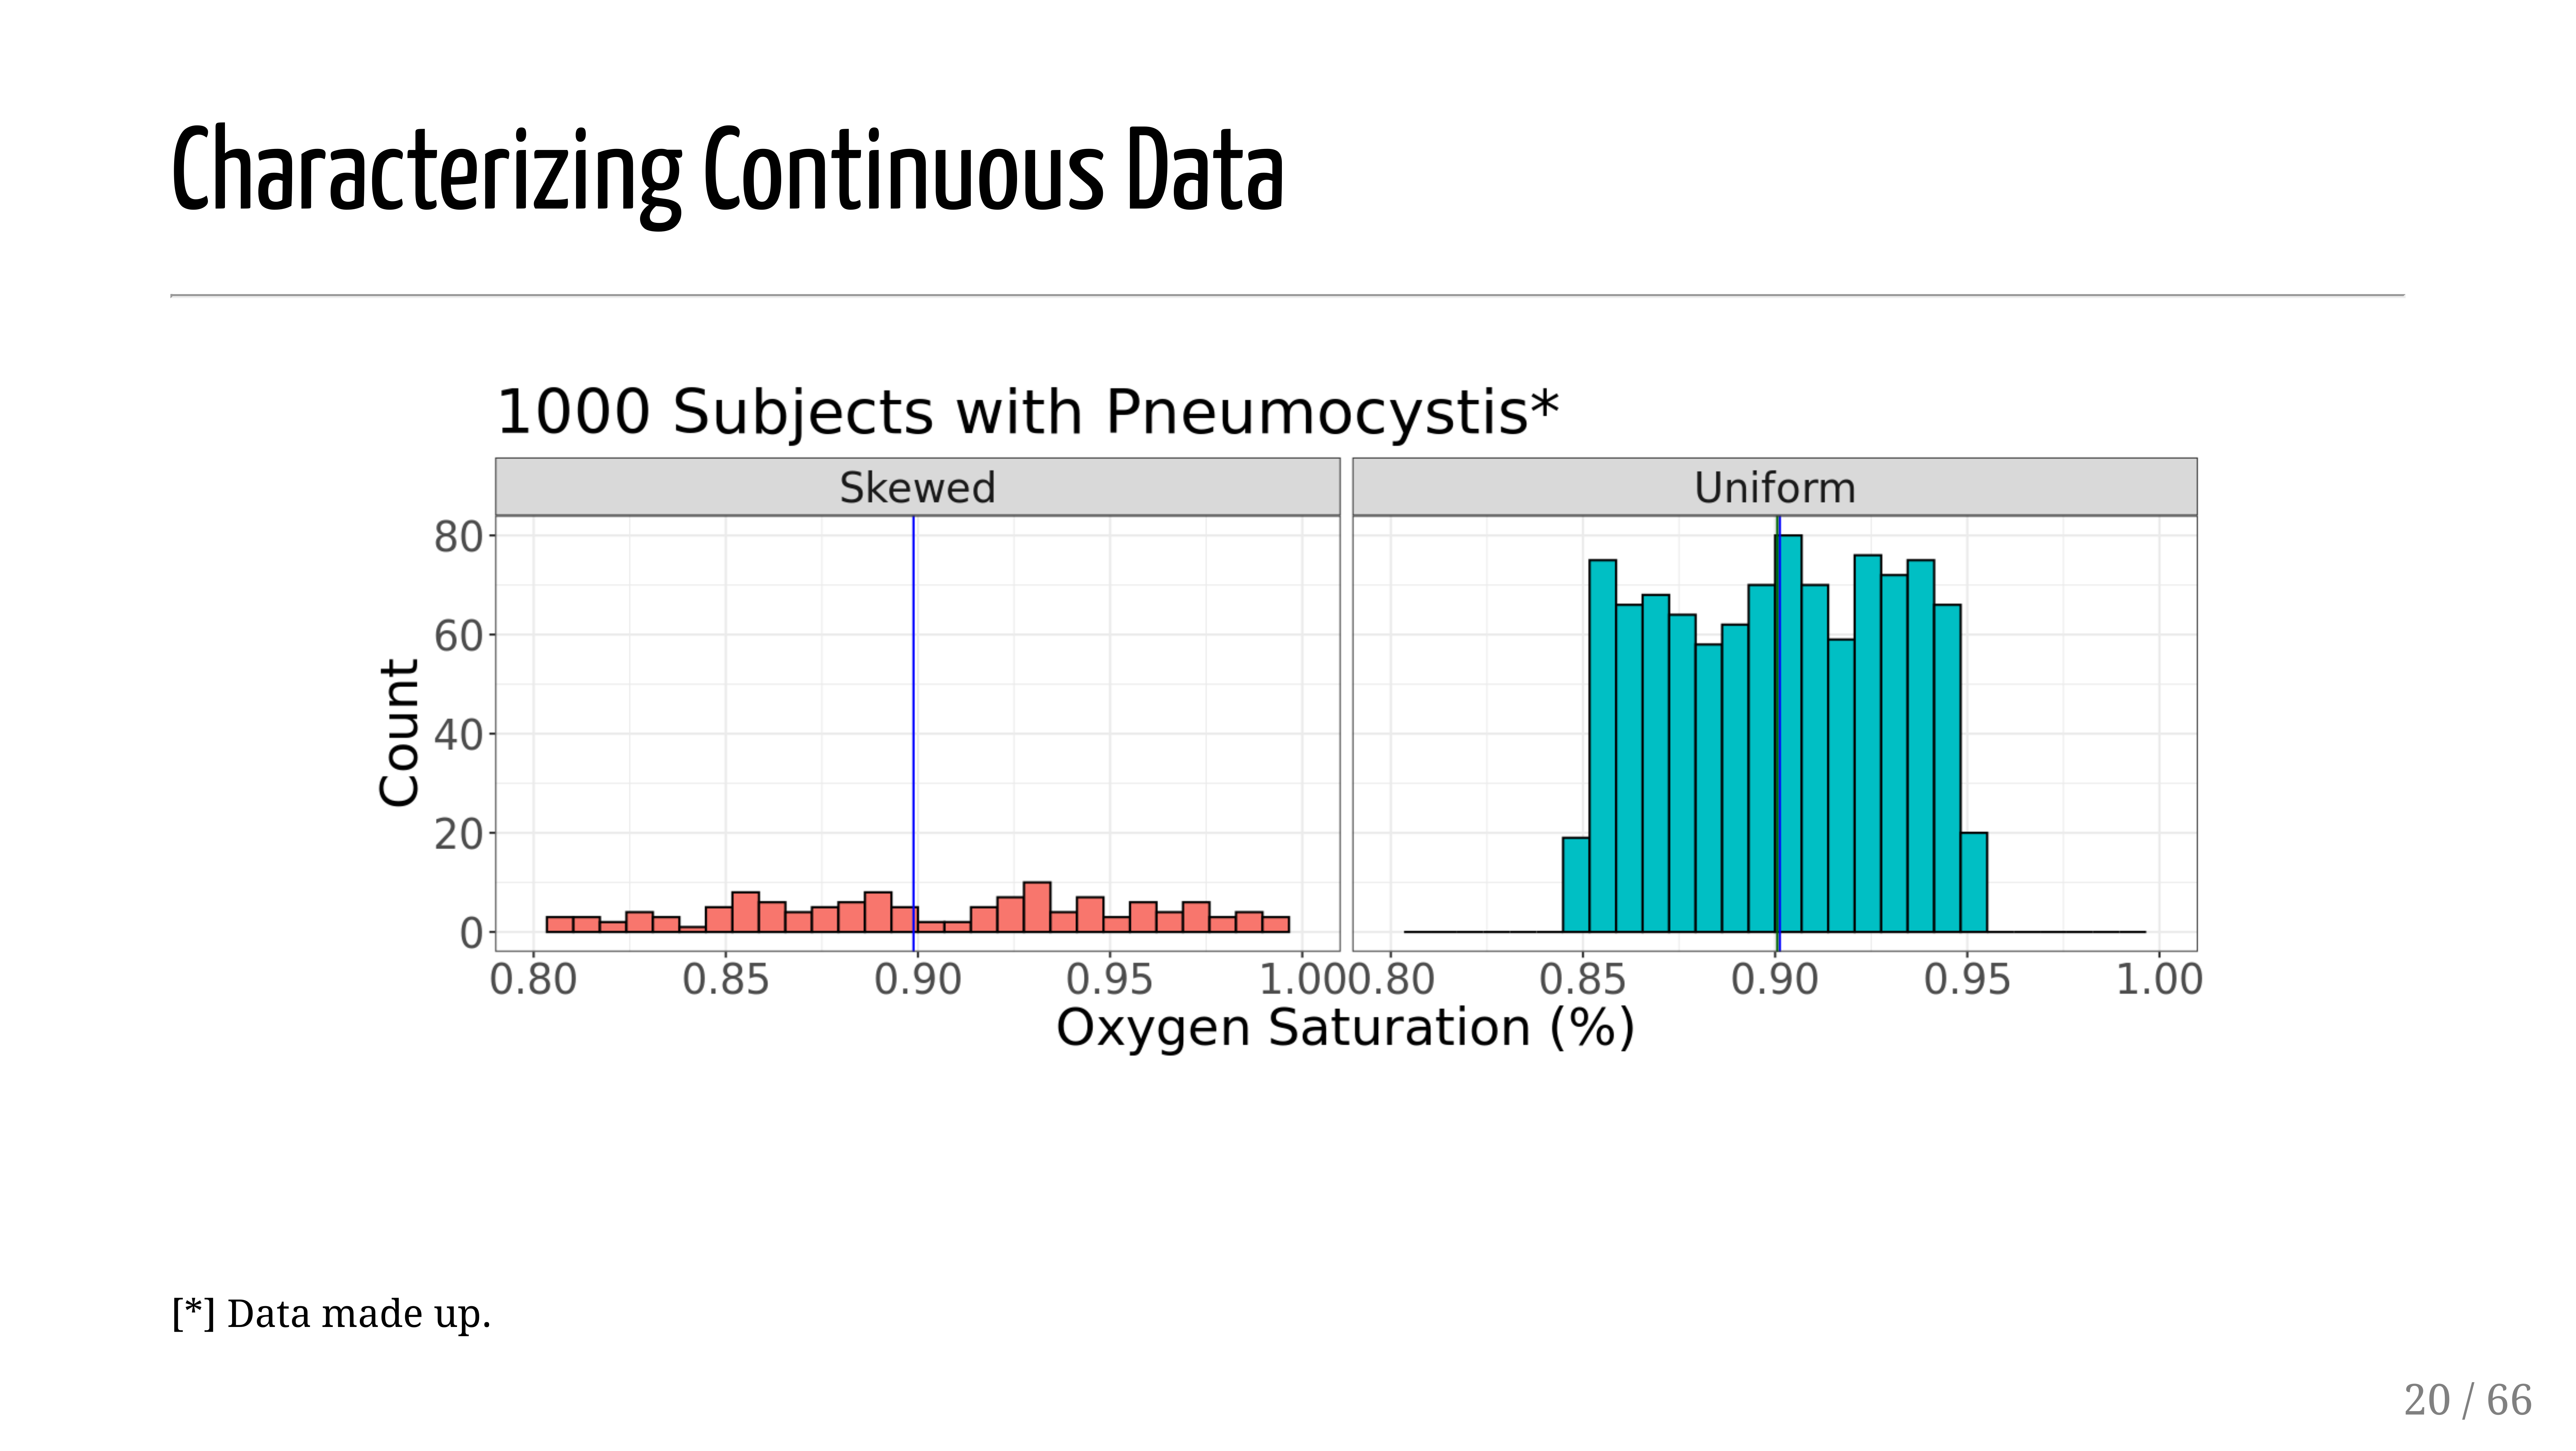 Characterizing Continuous Data
1000 Subjects with Pneumocystis*
Skewed
Uniform
80
60
40
20
0
Count
0.80 0.85 0.90 0.95 1.00
0.80 0.85 0.90 0.95 1.00
Oxygen Saturation (%)
[*] Data made up.
20 / 66